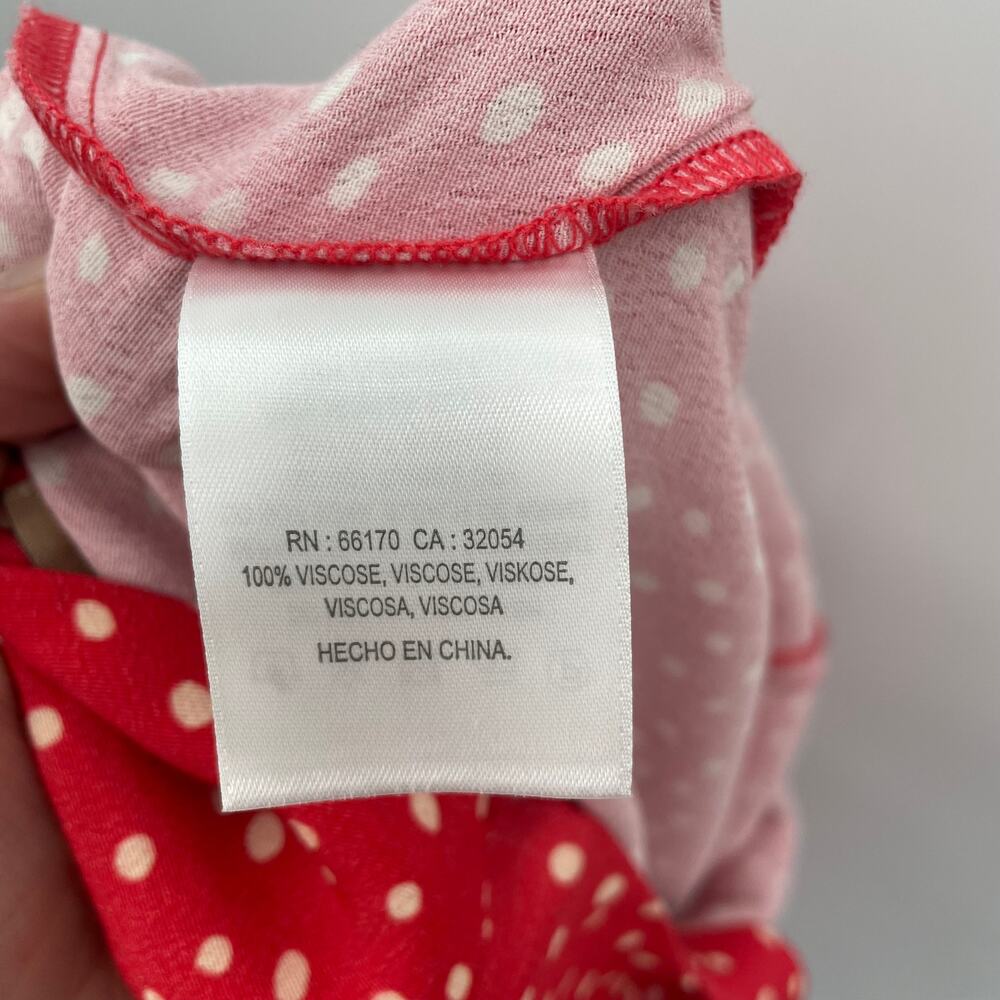 RN : 66170 CA : 32054
100% VISCOSE, VISCOSE, VISKOSE,
VISCOSA, VISCOSA
HECHO EN CHINA.